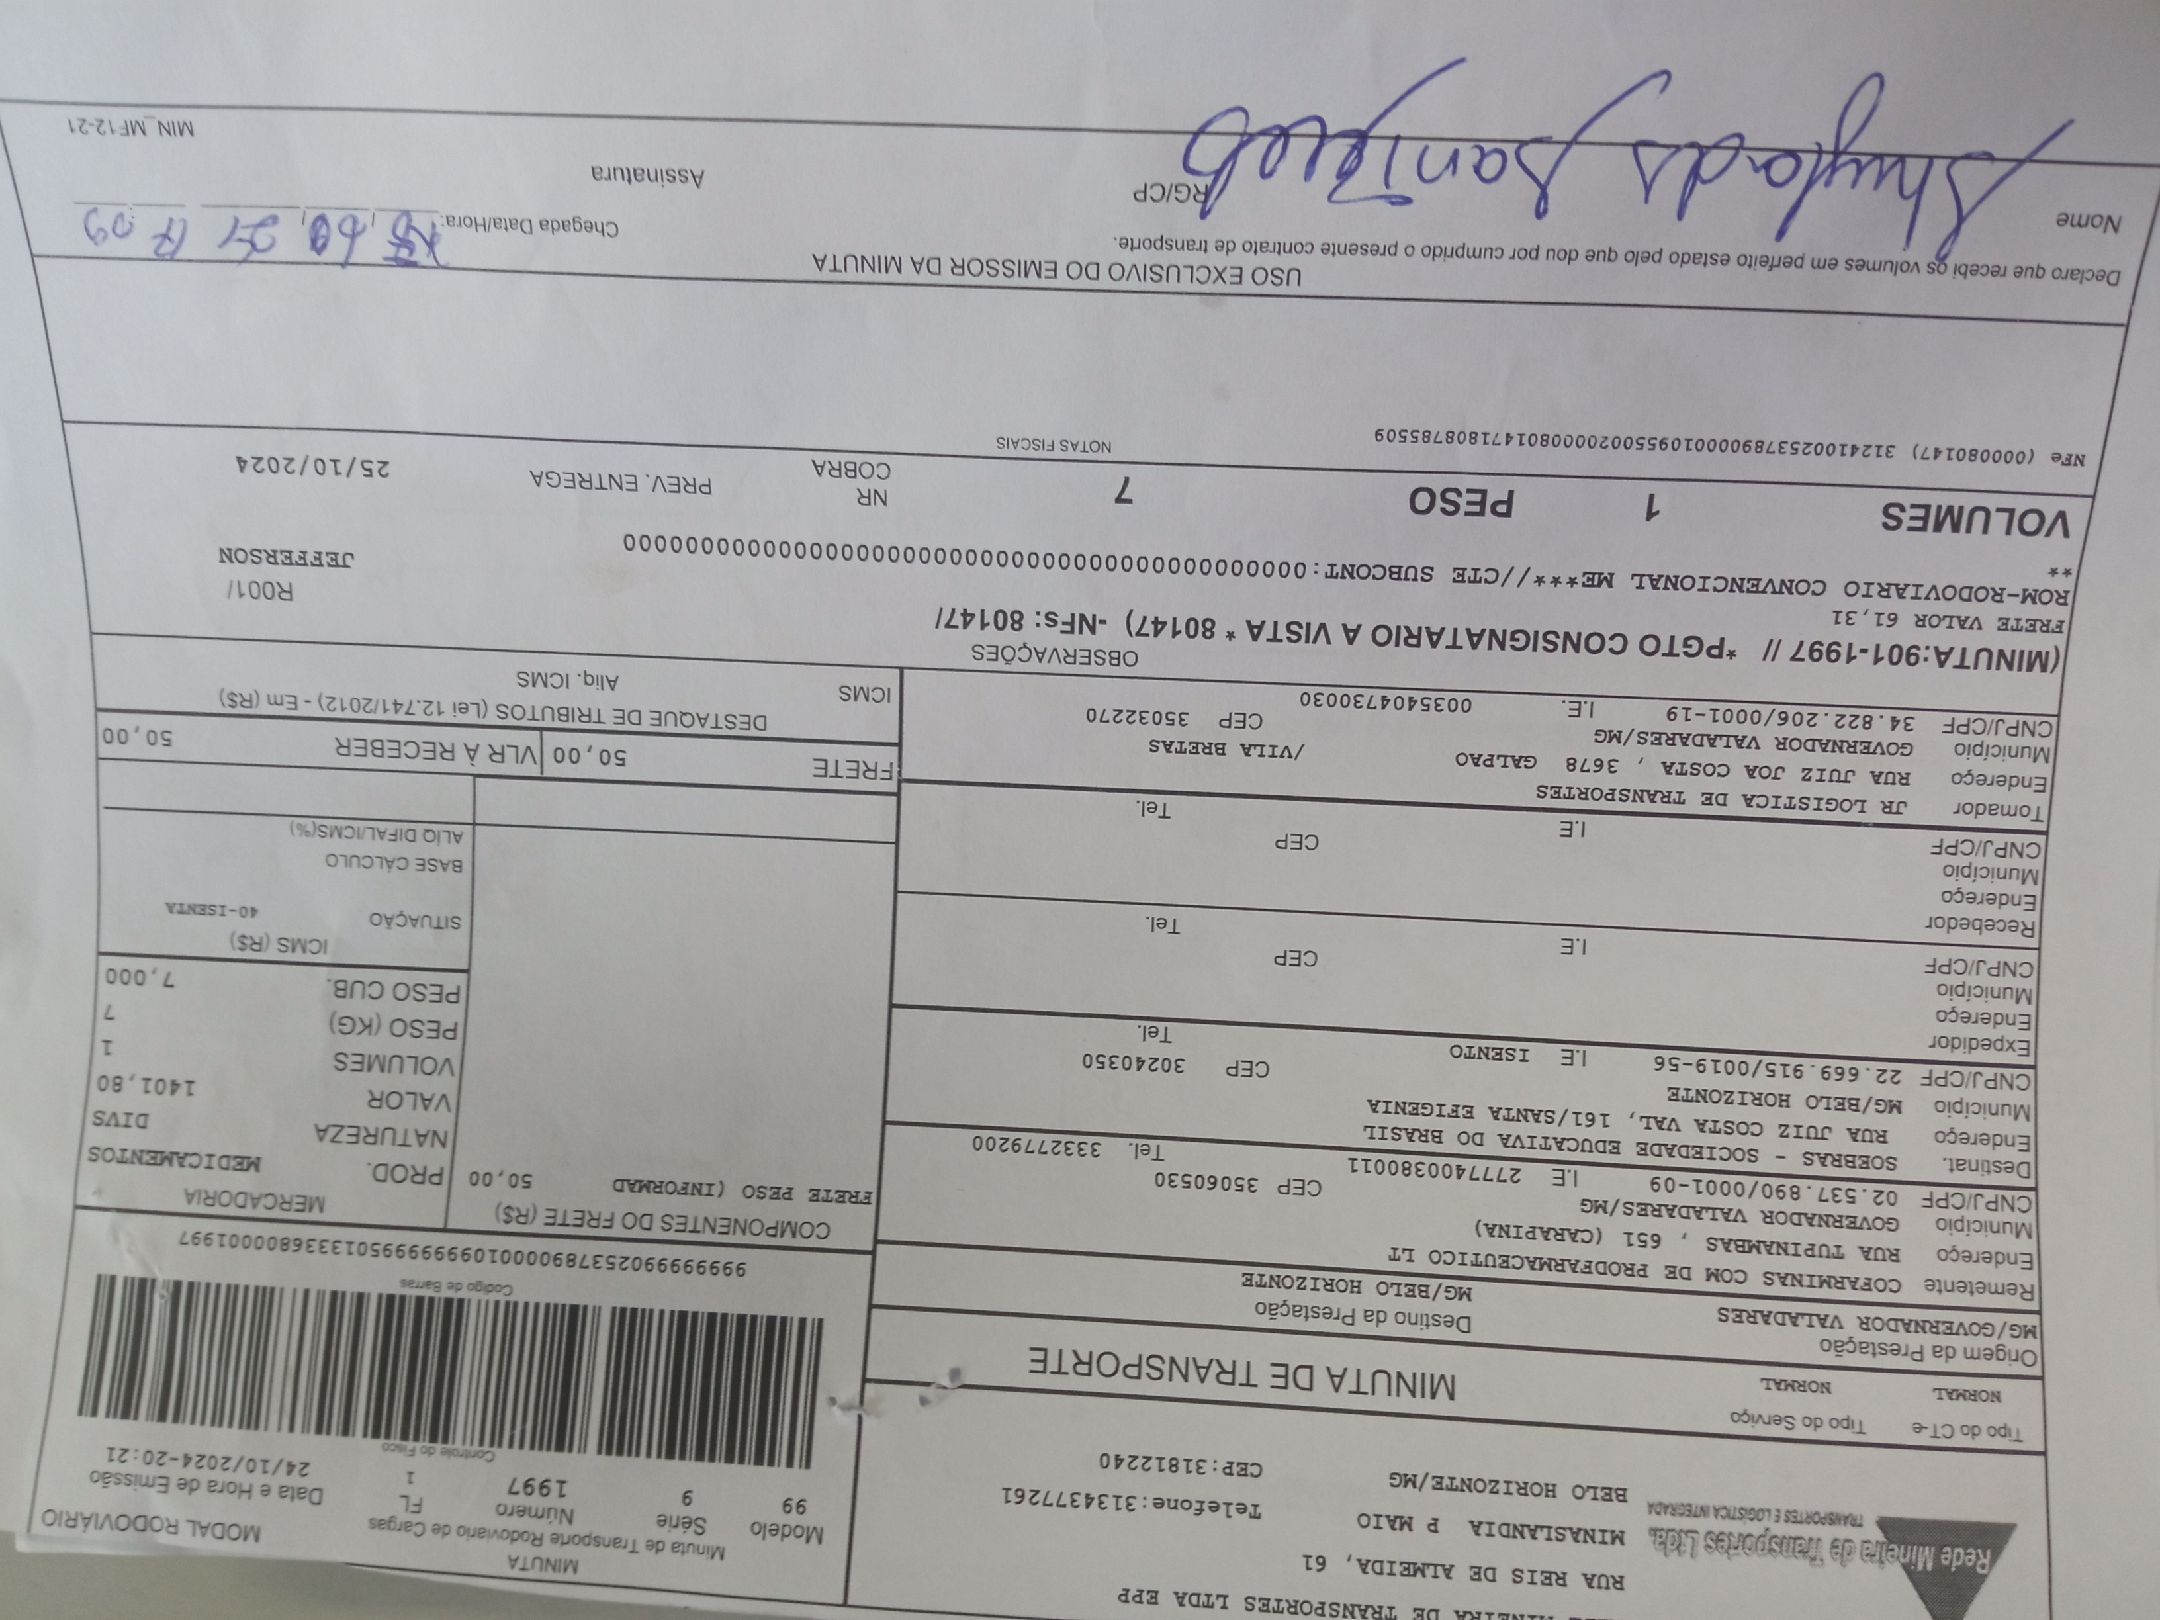 MINEIRA DE TRANSPORTES LTDA EPP
RUA REIS DE ALMEIDA, 61
MINASLANDIA P MAIO Telefone:3134377261
BELO HORIZONTE/MG CEP:31812240
Rede Mineira de Transportes Ltda.
TRANSPORTES E LOGÍSTICA INTEGRADA
MINUTA
Minuta de Transporte Rodoviario de Cargas
MODAL RODOVIÁRIO
Modelo Série Número FL Data e Hora de Emissão
99 9 1997 1 24/10/2024-20:21
Controle do Fisco
Codigo de Barras
Tipo do CT-e Tipo do Serviço
NORMAL NORMAL
MINUTA DE TRANSPORTE
Origem da Prestação Destino da Prestação
MG/GOVERNADOR VALADARES MG/BELO HORIZONTE
Remetente COFARMINAS COM DE PRODFARMACEUTICO LT
Endereço RUA TUPINAMBAS , 651 (CARAPINA)
Município GOVERNADOR VALADARES/MG CEP 35060530
CNPJ/CPF 02.537.890/0001-09 I.E 2777400380011 Tel. 3332779200
Destinat. SOEBRAS - SOCIEDADE EDUCATIVA DO BRASIL
Endereço RUA JUIZ COSTA VAL, 161/SANTA EFIGENIA
Município MG/BELO HORIZONTE CEP 30240350
CNPJ/CPF 22.669.915/0019-56 I.E ISENTO Tel.
Expedidor
Endereço
Município CEP
CNPJ/CPF I.E Tel.
Recebedor
Endereço
Município CEP
CNPJ/CPF I.E Tel.
Tomador JR LOGISTICA DE TRANSPORTES
Endereço RUA JUIZ JOA COSTA , 3678 GALPAO /VILA BRETAS
Município GOVERNADOR VALADARES/MG CEP 35032270
CNPJ/CPF 34.822.206/0001-19 I.E. 0035404730030
COMPONENTES DO FRETE (R$)
FRETE PESO (INFORMAD 50,00
MERCADORIA
PROD. MEDICAMENTOS
NATUREZA DIVS
VALOR 1401,80
VOLUMES 1
PESO (KG) 7
PESO CUB. 7,000
ICMS (R$)
SITUAÇÃO 40-ISENTA
BASE CÁLCULO
ALÍQ DIFAL/ICMS(%)
FRETE 50,00 VLR À RECEBER 50,00
DESTAQUE DE TRIBUTOS (Lei 12.741/2012) - Em (R$)
ICMS Aliq. ICMS
OBSERVAÇÕES
(MINUTA:901-1997 // *PGTO CONSIGNATARIO A VISTA * 80147) -NFs: 80147/
FRETE VALOR 61,31
ROM-RODOVIARIO CONVENCIONAL ME***//CTE SUBCONT:
**
R001/
JEFFERSON
VOLUMES 1 PESO 7 NR COBRA PREV. ENTREGA 25/10/2024
NOTAS FISCAIS
NFe (000080147)
USO EXCLUSIVO DO EMISSOR DA MINUTA
Declaro que recebi os volumes em perfeito estado pelo que dou por cumprido o presente contrato de transporte.
Nome RG/CP Assinatura
Chegada Data/Hora:
MIN_MF12-21